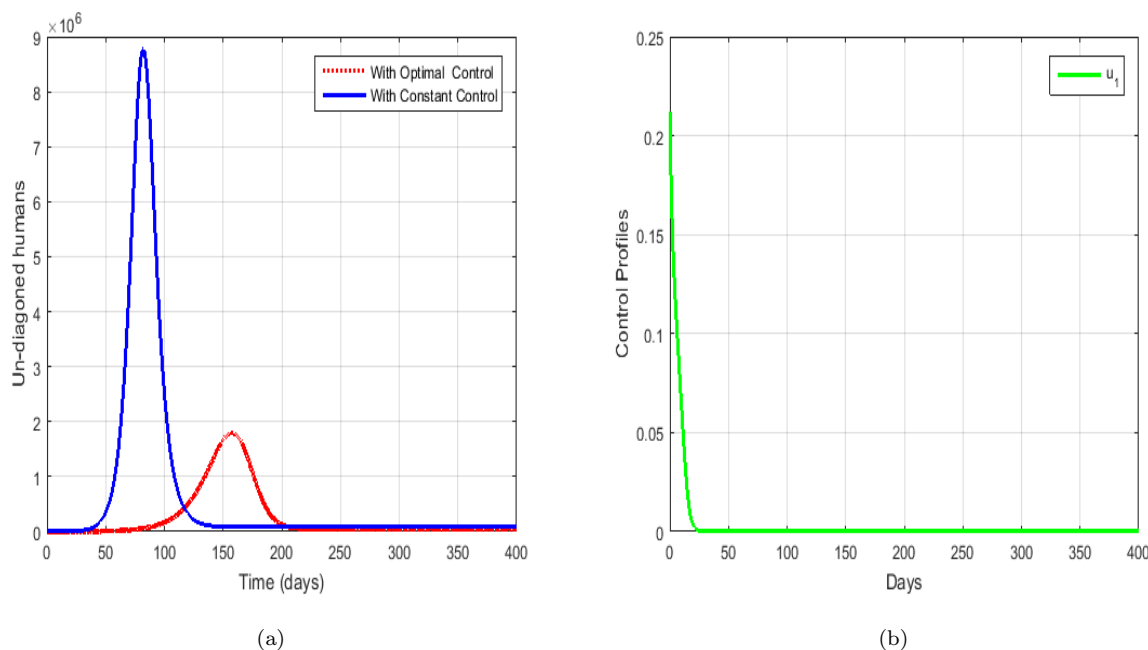 ×10⁶
9
8
7
6
5
4
3
2
1
0
Un-diagoned humans
With Optimal Control
With Constant Control
0 50 100 150 200 250 300 350 400
Time (days)
(a)
0.25
0.2
0.15
0.1
0.05
0
Control Profiles
u₁
0 50 100 150 200 250 300 350 400
Days
(b)